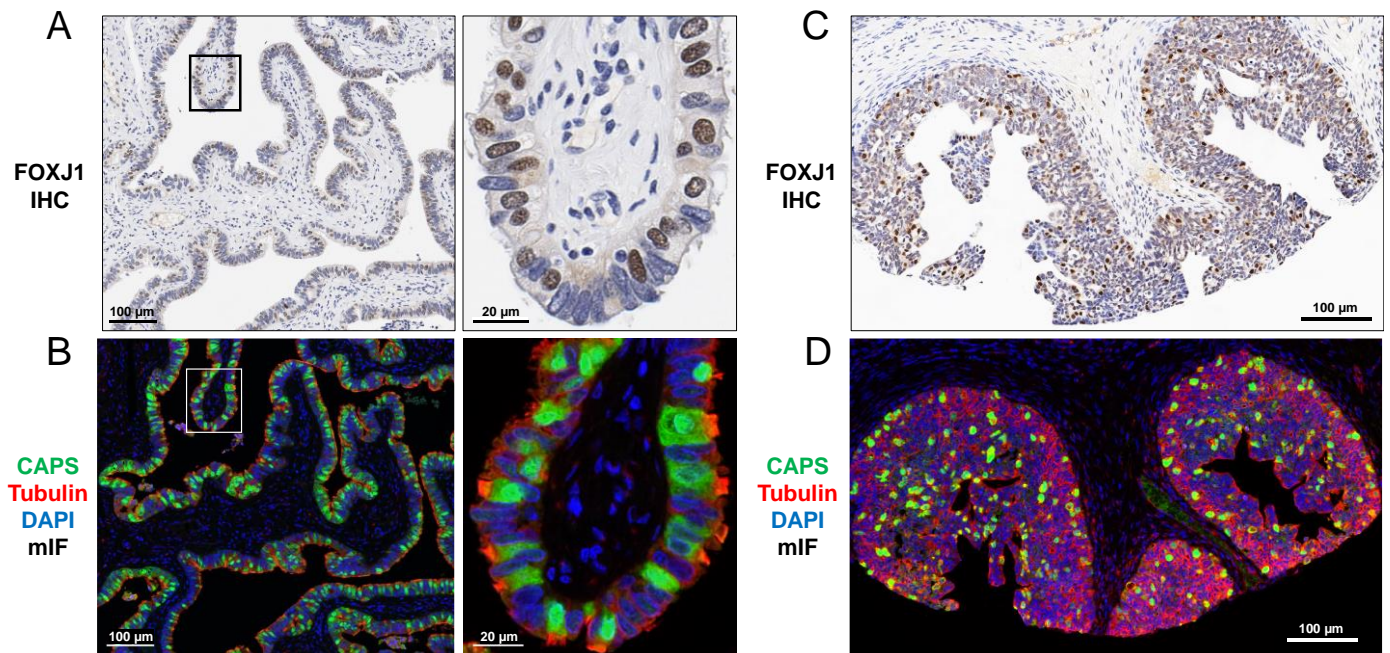 A
C
FOXJ1
IHC
100 µm
20 µm
FOXJ1
IHC
100 µm
B
D
CAPS
Tubulin
DAPI
mIF
100 µm
20 µm
CAPS
Tubulin
DAPI
mIF
100 µm